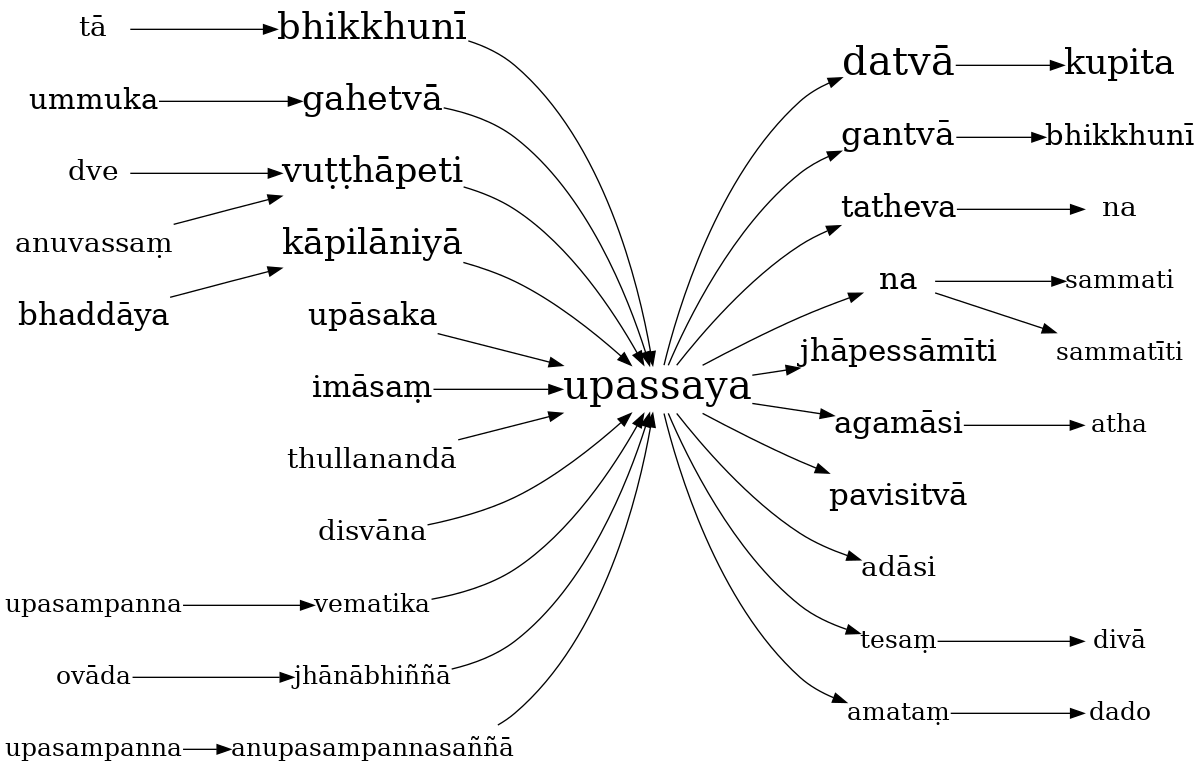 tā
bhikkhunī
ummuka
gahetvā
dve
vuṭṭhāpeti
anuvassaṃ
kāpilāniyā
bhaddāya
upāsaka
imāsaṃ
thullanandā
disvāna
upasampanna
vematika
ovāda
jhānābhiññā
upasampanna
anupasampannasaññā
upassaya
datvā
kupita
gantvā
bhikkhunī
tatheva
na
na
sammati
sammatīti
jhāpessāmīti
agamāsi
atha
pavisitvā
adāsi
tesaṃ
divā
amataṃ
dado